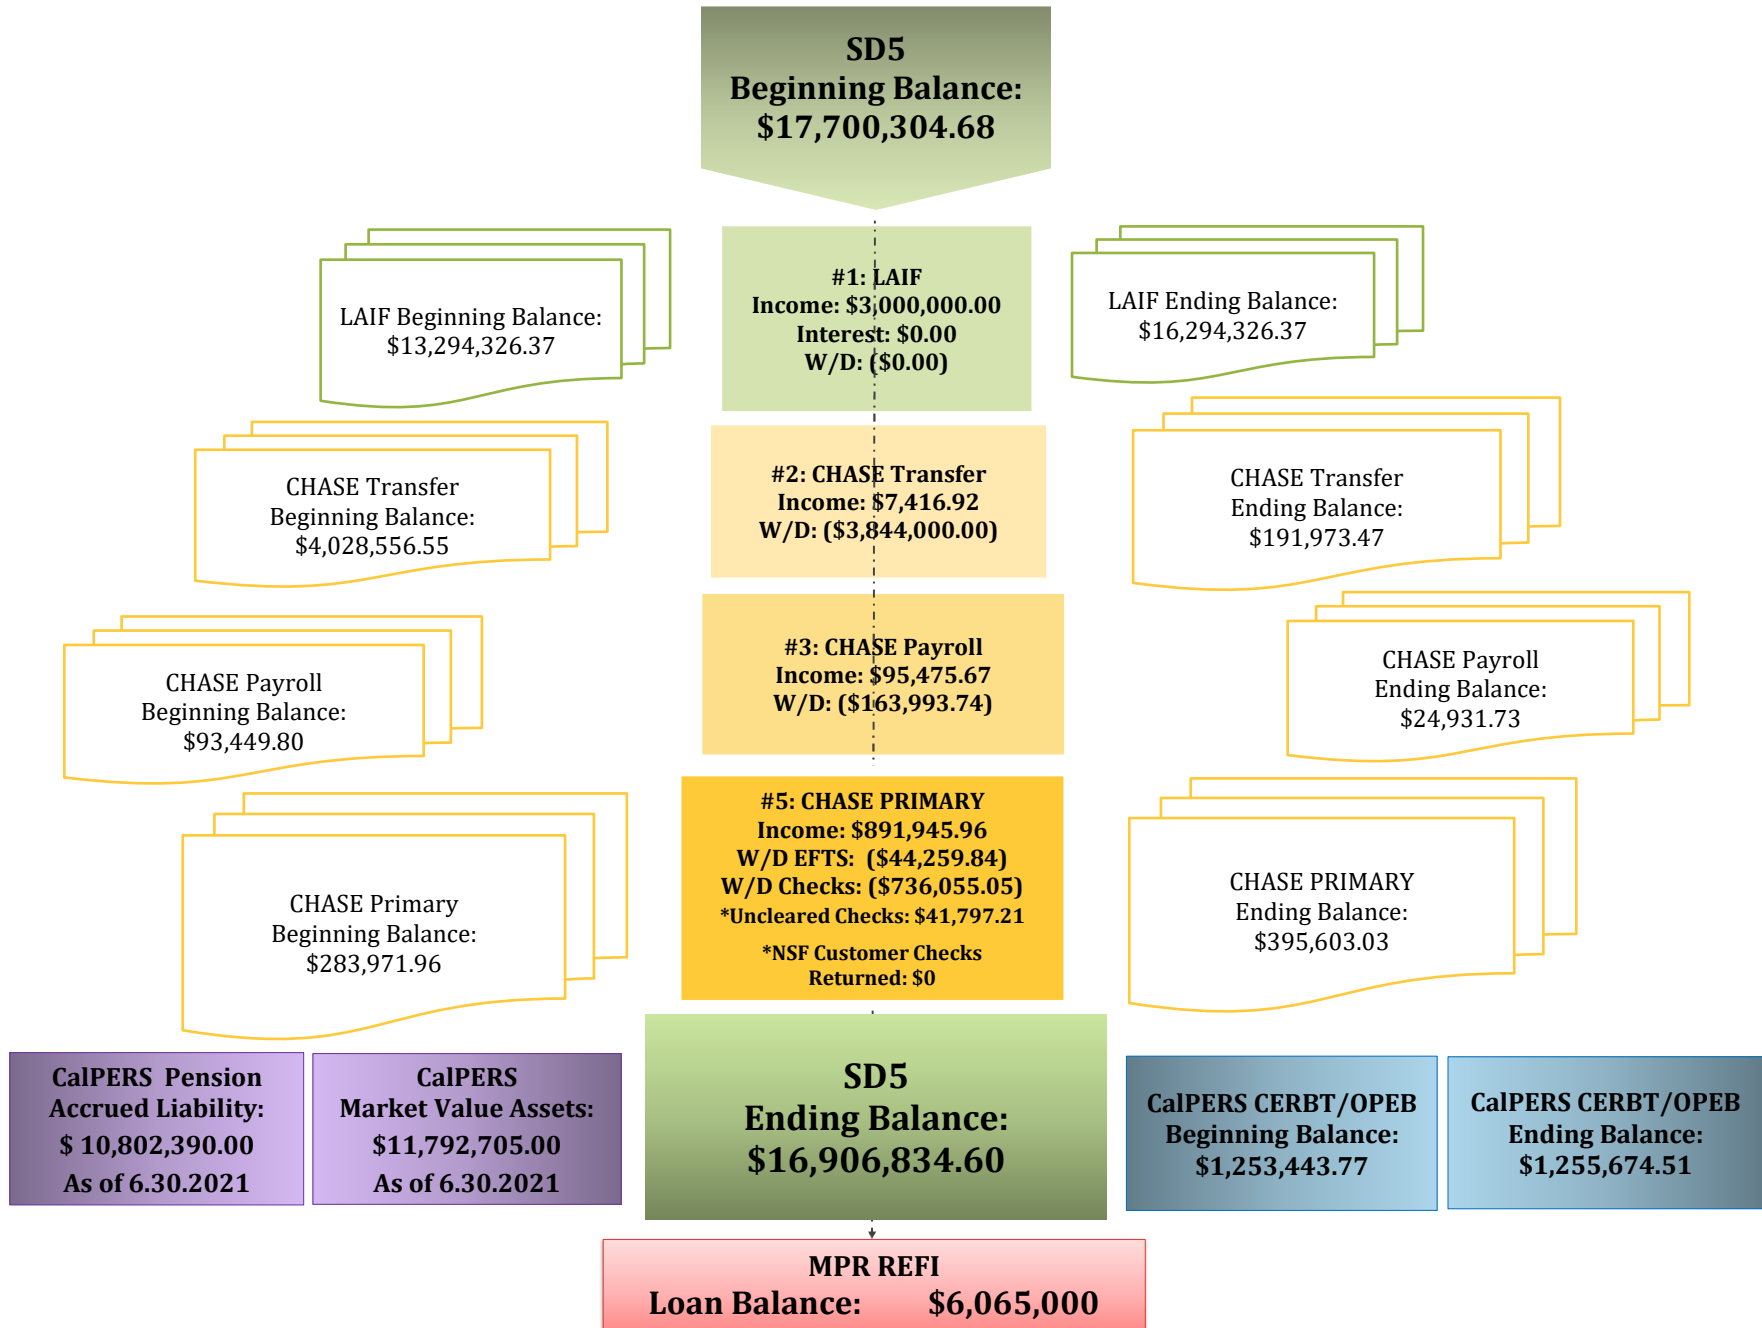 SD5
Beginning Balance:
$17,700,304.68
LAIF Beginning Balance:
$13,294,326.37
#1: LAIF
Income: $3,000,000.00
Interest: $0.00
W/D: ($0.00)
LAIF Ending Balance:
$16,294,326.37
CHASE Transfer
Beginning Balance:
$4,028,556.55
#2: CHASE Transfer
Income: $7,416.92
W/D: ($3,844,000.00)
CHASE Transfer
Ending Balance:
$191,973.47
CHASE Payroll
Beginning Balance:
$93,449.80
#3: CHASE Payroll
Income: $95,475.67
W/D: ($163,993.74)
CHASE Payroll
Ending Balance:
$24,931.73
CHASE Primary
Beginning Balance:
$283,971.96
#5: CHASE PRIMARY
Income: $891,945.96
W/D EFTS: ($44,259.84)
W/D Checks: ($736,055.05)
*Uncleared Checks: $41,797.21
*NSF Customer Checks
Returned: $0
CHASE PRIMARY
Ending Balance:
$395,603.03
CalPERS Pension
Accrued Liability:
$ 10,802,390.00
As of 6.30.2021
CalPERS
Market Value Assets:
$11,792,705.00
As of 6.30.2021
SD5
Ending Balance:
$16,906,834.60
CalPERS CERBT/OPEB
Beginning Balance:
$1,253,443.77
CalPERS CERBT/OPEB
Ending Balance:
$1,255,674.51
MPR REFI
Loan Balance: $6,065,000